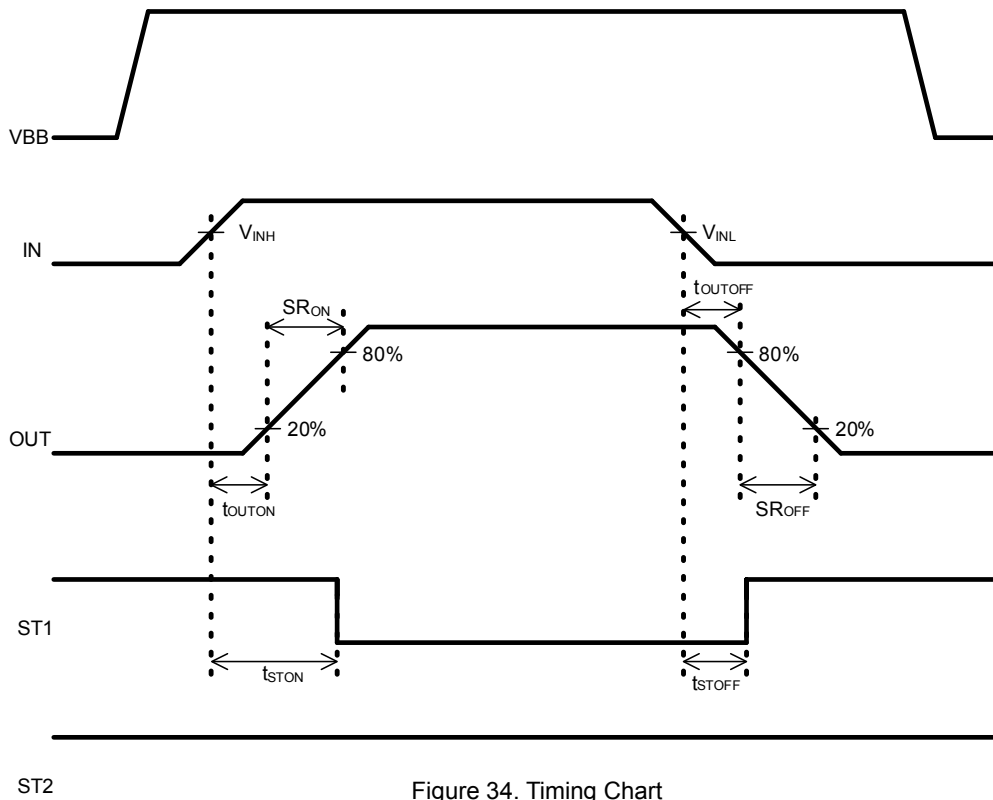 VBB
IN
VINH
VINL
tOUTOFF
SRON
80%
80%
20%
20%
OUT
tOUTON
SROFF
ST1
tSTON
tSTOFF
ST2
Figure 34. Timing Chart